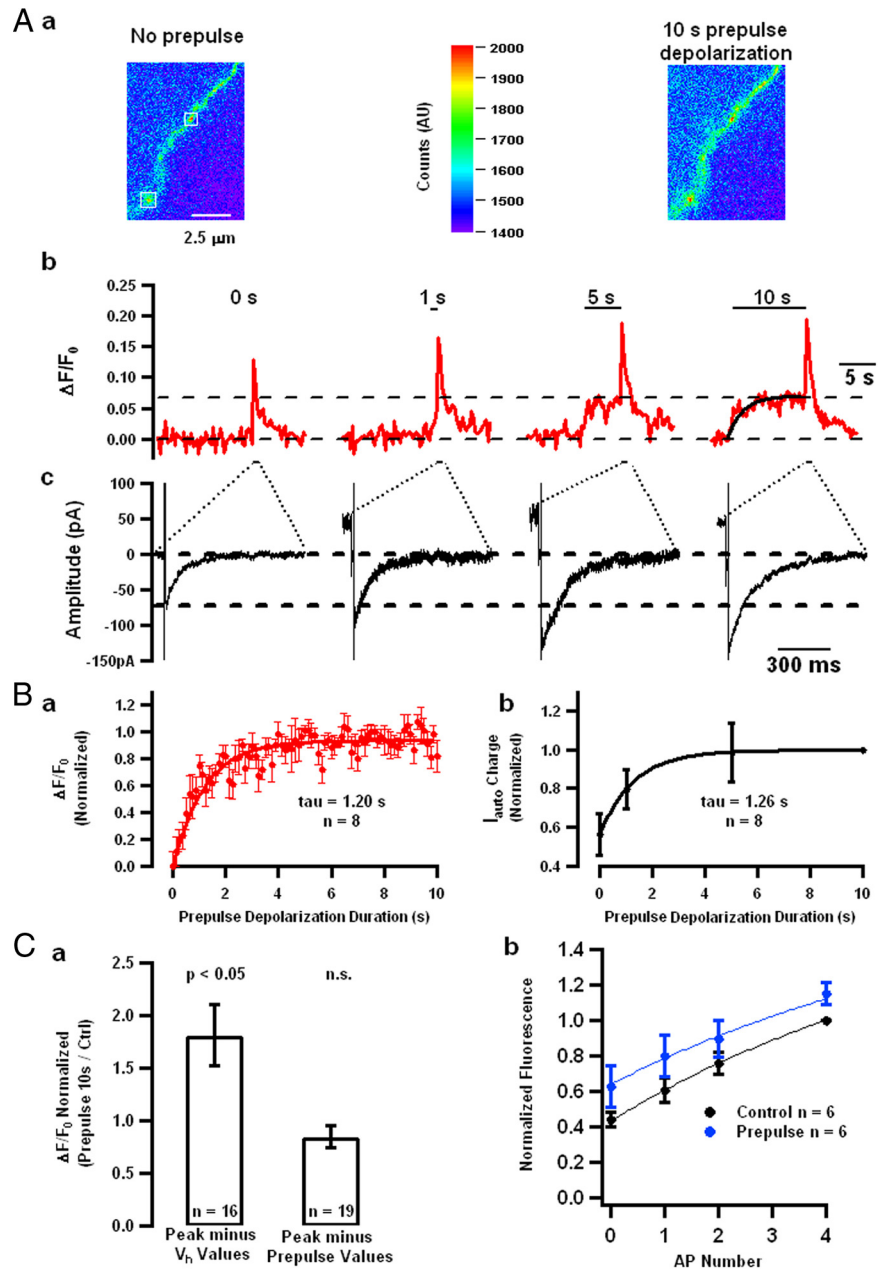 A a
No prepulse
10 s prepulse
depolarization
2000
1900
1800
1700
1600
1500
1400
Counts (AU)
2.5 µm
b
0.25
0.20
0.15
0.10
0.05
0.00
ΔF/F0
0 s
1 s
5 s
10 s
5 s
c
100
50
0
-50
-100
-150pA
Amplitude (pA)
300 ms
B a
1.2
1.0
0.8
0.6
0.4
0.2
0.0
ΔF/F0
(Normalized)
tau = 1.20 s
n = 8
0 2 4 6 8 10
Prepulse Depolarization Duration (s)
b
1.4
1.2
1.0
0.8
0.6
0.4
Iauto Charge
(Normalized)
tau = 1.26 s
n = 8
0 2 4 6 8 10
Prepulse Depolarization Duration (s)
C a
2.5
2.0
1.5
1.0
0.5
0.0
ΔF/F0 Normalized
(Prepulse 10s / Ctrl)
p < 0.05
n.s.
n = 16
n = 19
Peak minus
Vh Values
Peak minus
Prepulse Values
b
1.4
1.2
1.0
0.8
0.6
0.4
0.2
0.0
Normalized Fluorescence
Control n = 6
Prepulse n = 6
0 1 2 3 4
AP Number